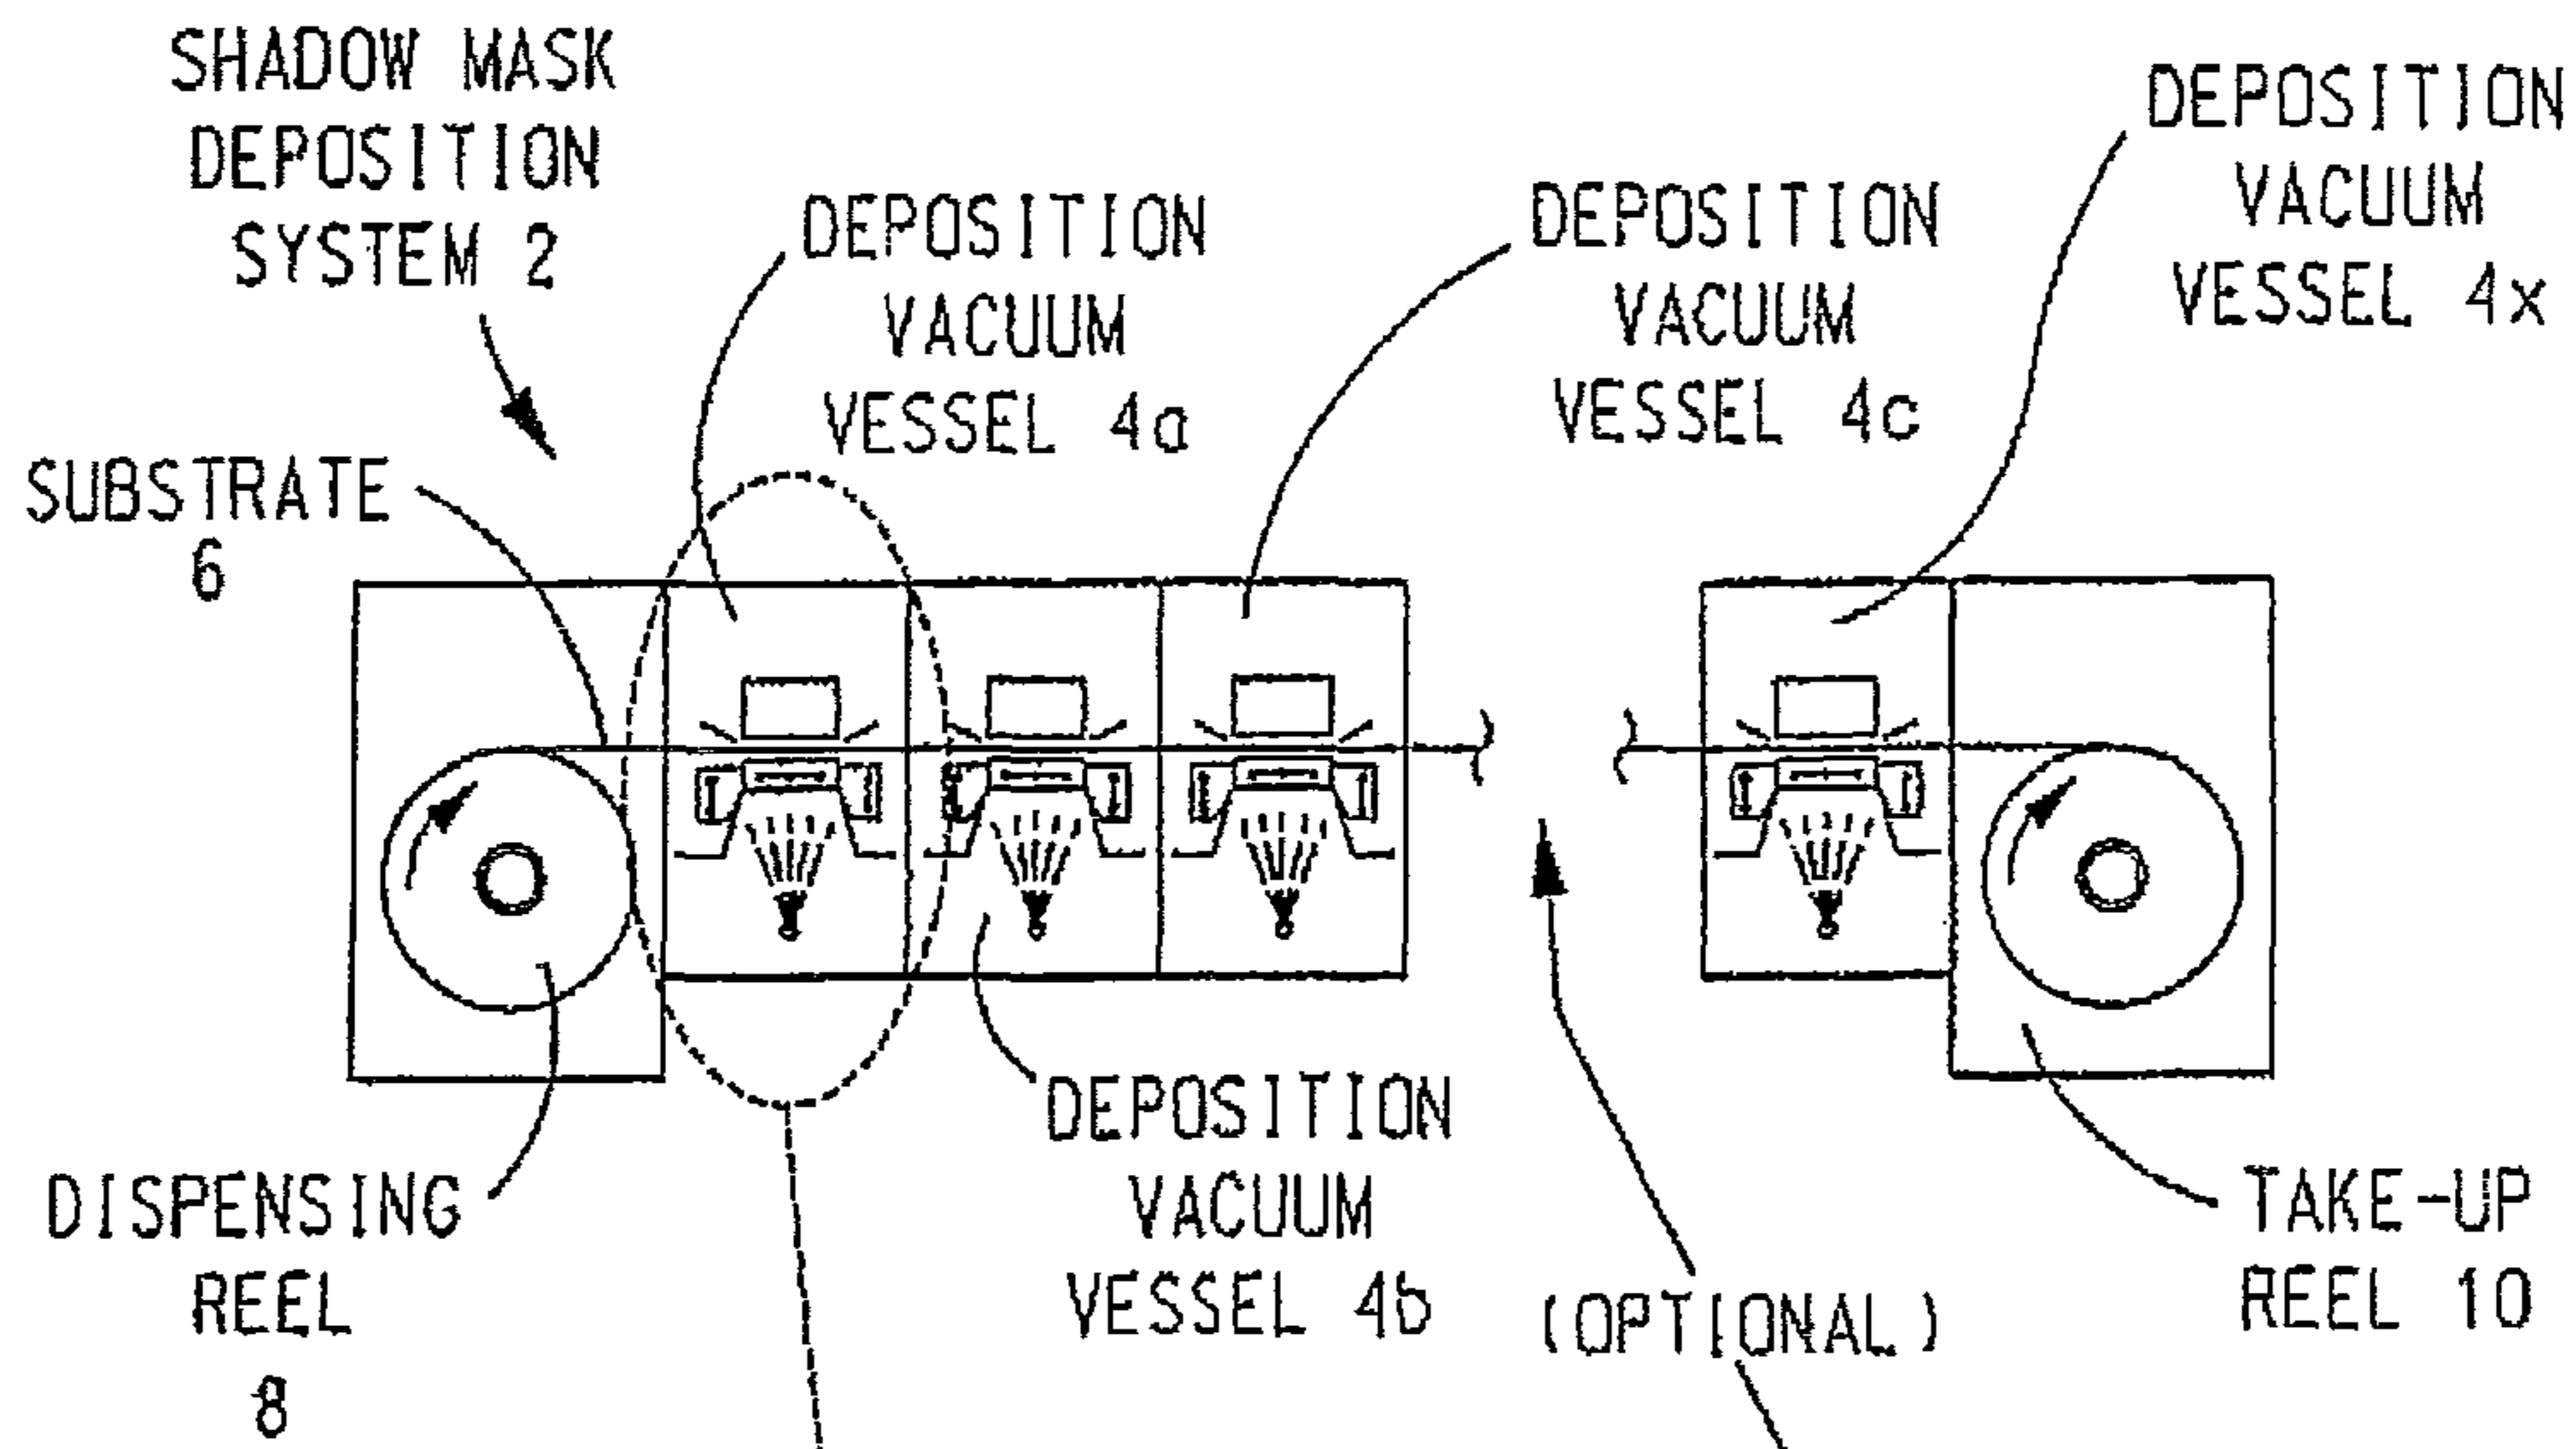 SHADOW MASK
DEPOSITION
SYSTEM 2
DEPOSITION
VACUUM
VESSEL 4a
DEPOSITION
VACUUM
VESSEL 4c
DEPOSITION
VACUUM
VESSEL 4x
SUBSTRATE
6
DISPENSING
REEL
8
DEPOSITION
VACUUM
VESSEL 4b
(OPTIONAL)
TAKE-UP
REEL 10